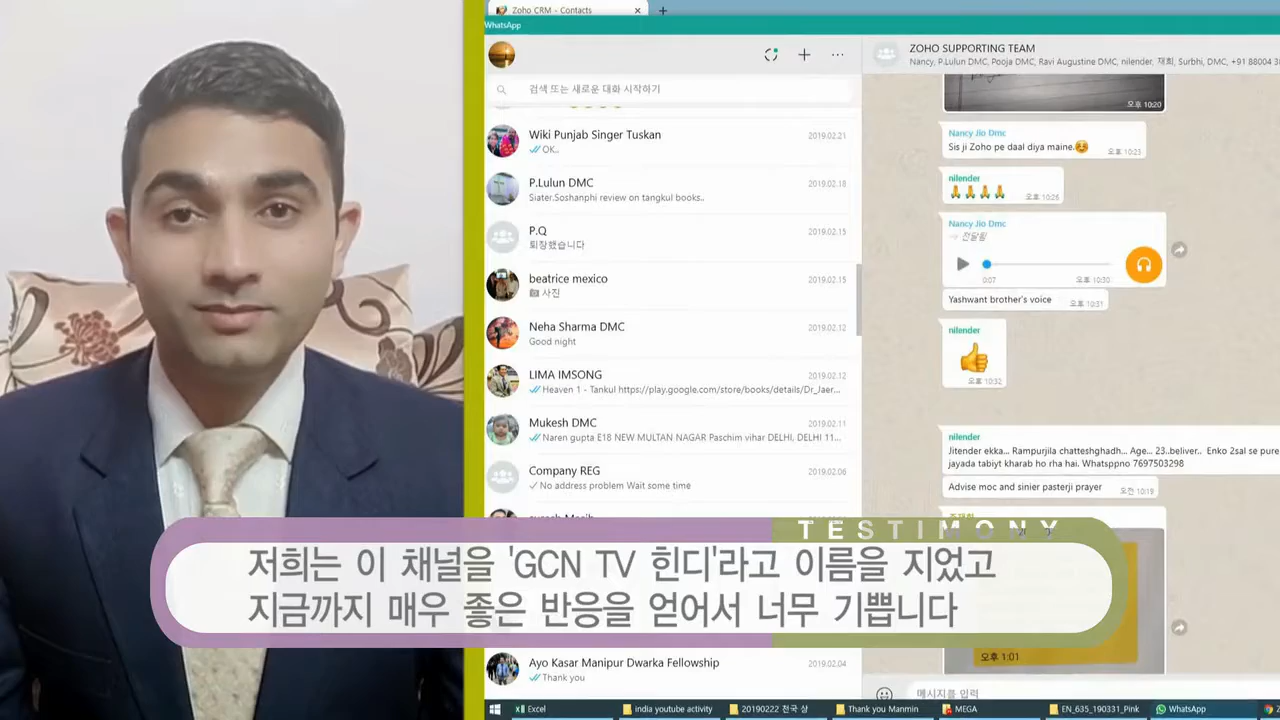 Zoho CRM - Contacts
WhatsApp
검색 또는 새로운 대화 시작하기
Wiki Punjab Singer Tuskan
2019.02.21
OK..
P.Lulun DMC
2019.02.18
Siater.Soshanphi review on tangkul books..
P.Q
2019.02.15
퇴장했습니다
beatrice mexico
2019.02.15
사진
Neha Sharma DMC
2019.02.12
Good night
LIMA IMSONG
2019.02.12
Heaven 1 - Tankul https://play.google.com/store/books/details/Dr_Jaer...
Mukesh DMC
2019.02.11
Naren gupta E18 NEW MULTAN NAGAR Paschim vihar DELHI, DELHI 11...
Company REG
2019.02.06
No address problem Wait some time
Ayo Kasar Manipur Dwarka Fellowship
2019.02.04
Thank you
ZOHO SUPPORTING TEAM
Nancy, P.Lulun DMC, Pooja DMC, Ravi Augustine DMC, nilender, 재희, Surbhi, DMC, +91 88004 3
오후 10:20
Nancy Jio Dmc
Sis ji Zoho pe daal diya maine.
오후 10:23
nilender
오후 10:26
Nancy Jio Dmc
전달됨
0:07
오후 10:30
Yashwant brother's voice
오후 10:31
nilender
오후 10:32
nilender
Jitender ekka... Rampurjila chatteshghadh... Age... 23..beliver.. Enko 2sal se pure
jayada tabiyt kharab ho rha hai. Whatsppno 7697503298
Advise moc and sinier pasterji prayer
오전 10:19
오후 1:01
메시지를 입력
TESTIMONY
저희는 이 채널을 'GCN TV 힌디'라고 이름을 지었고
지금까지 매우 좋은 반응을 얻어서 너무 기쁩니다
Excel
india youtube activity
20190222 천국 상
Thank you Manmin
MEGA
EN_635_190331_Pink
WhatsApp